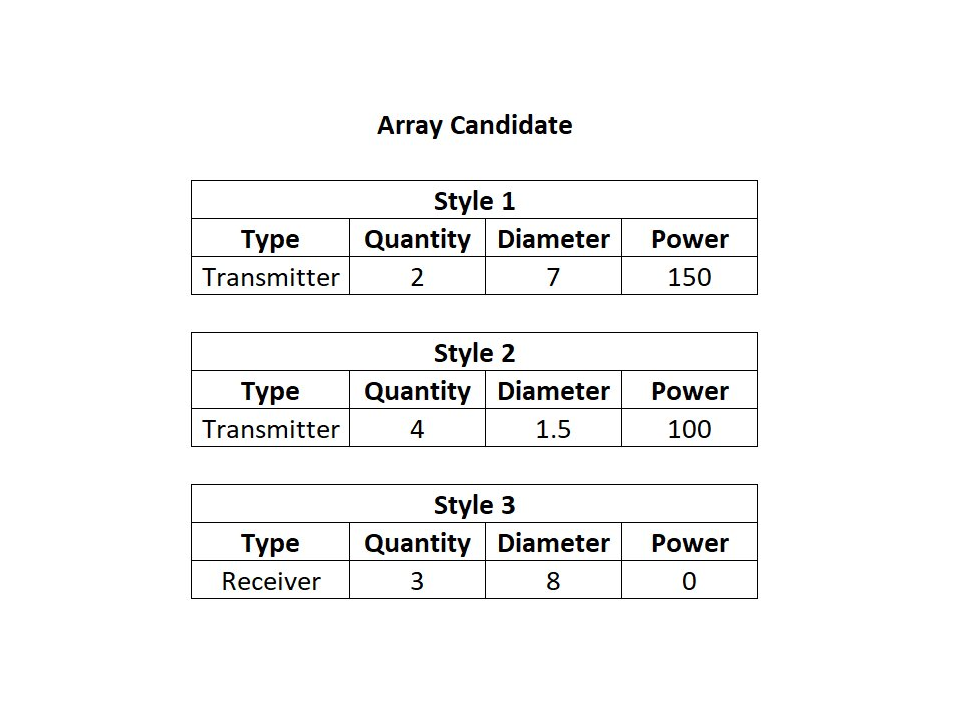 Array Candidate
Style 1
Type Quantity Diameter Power
Transmitter 2 7 150
Style 2
Type Quantity Diameter Power
Transmitter 4 1.5 100
Style 3
Type Quantity Diameter Power
Receiver 3 8 0